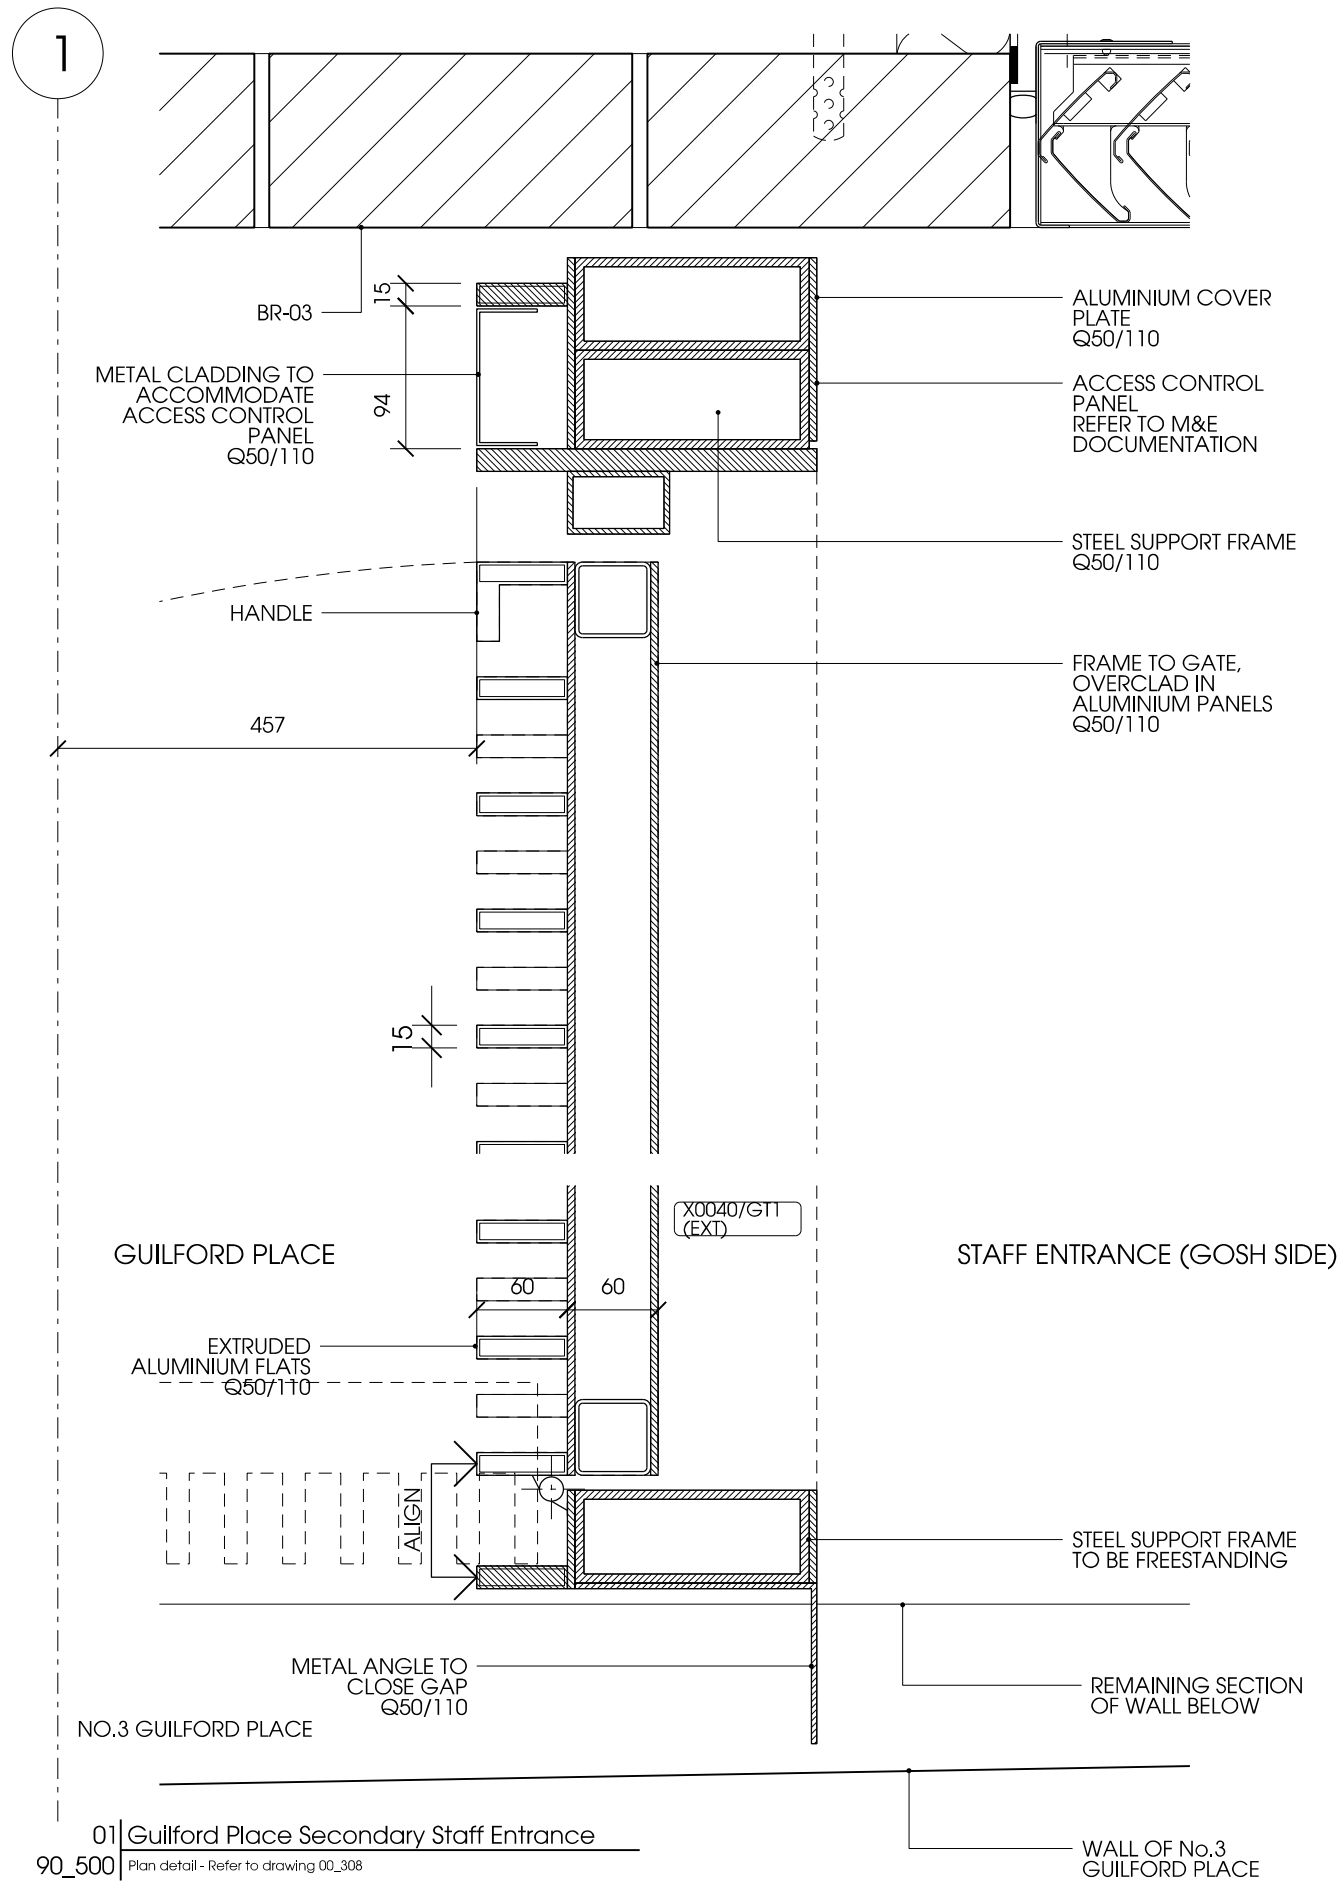 1
15
BR-03
ALUMINIUM COVER
PLATE
Q50/110
METAL CLADDING TO
ACCOMMODATE
ACCESS CONTROL
PANEL
Q50/110
94
ACCESS CONTROL
PANEL
REFER TO M&E
DOCUMENTATION
STEEL SUPPORT FRAME
Q50/110
HANDLE
FRAME TO GATE,
OVERCLAD IN
ALUMINIUM PANELS
Q50/110
457
15
X0040/GT1
(EXT)
GUILFORD PLACE
STAFF ENTRANCE (GOSH SIDE)
60
60
EXTRUDED
ALUMINIUM FLATS
Q50/110
ALIGN
STEEL SUPPORT FRAME
TO BE FREESTANDING
METAL ANGLE TO
CLOSE GAP
Q50/110
REMAINING SECTION
OF WALL BELOW
NO.3 GUILFORD PLACE
01 Guilford Place Secondary Staff Entrance
90_500 Plan detail - Refer to drawing 00_308
WALL OF No.3
GUILFORD PLACE